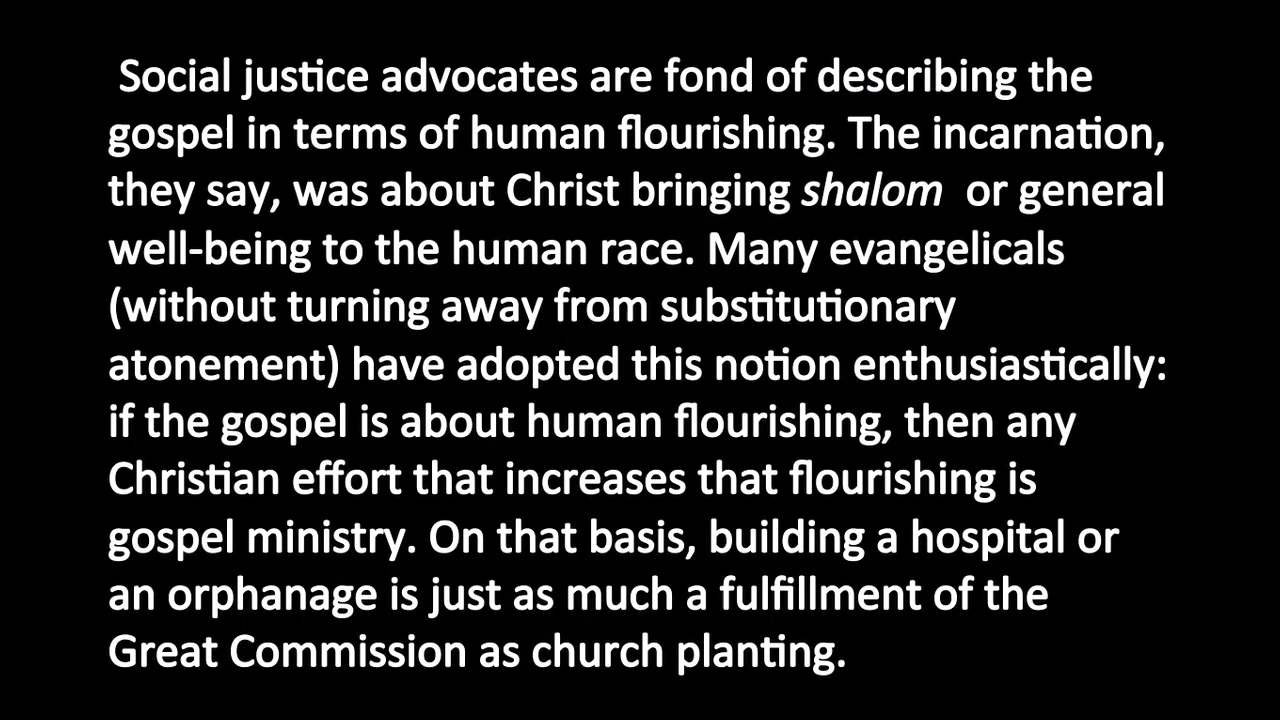 Social justice advocates are fond of describing the
gospel in terms of human flourishing. The incarnation,
they say, was about Christ bringing shalom or general
well-being to the human race. Many evangelicals
(without turning away from substitutionary
atonement) have adopted this notion enthusiastically:
if the gospel is about human flourishing, then any
Christian effort that increases that flourishing is
gospel ministry. On that basis, building a hospital or
an orphanage is just as much a fulfillment of the
Great Commission as church planting.